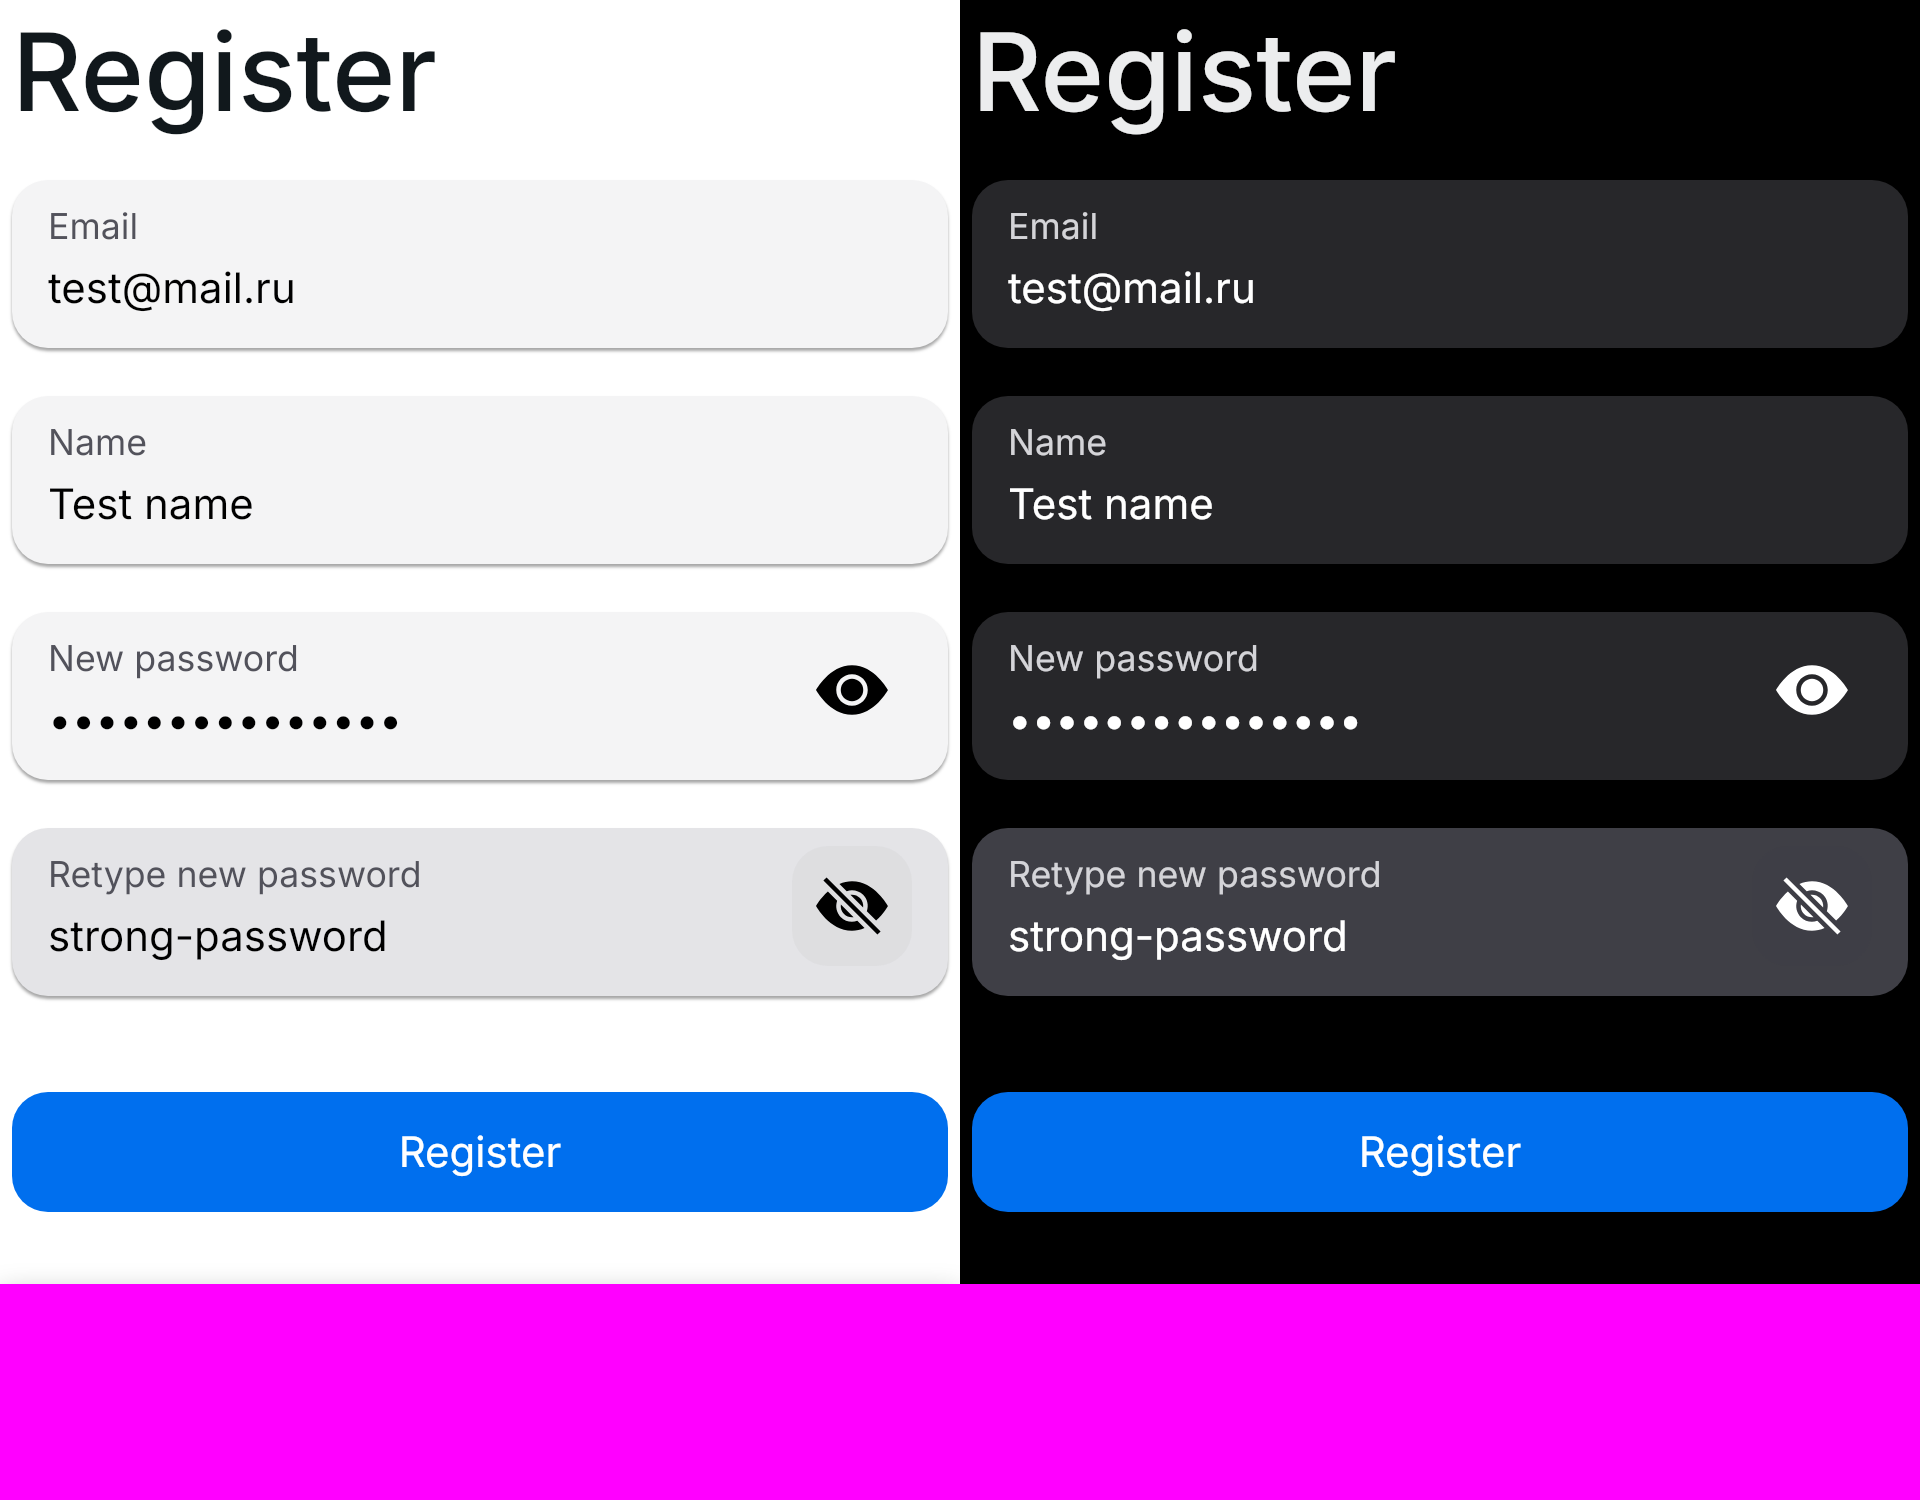 Register
Email
test@mail.ru
Name
Test name
New password
•••••••••••••••
Retype new password
strong-password
Register
Register
Email
test@mail.ru
Name
Test name
New password
•••••••••••••••
Retype new password
strong-password
Register